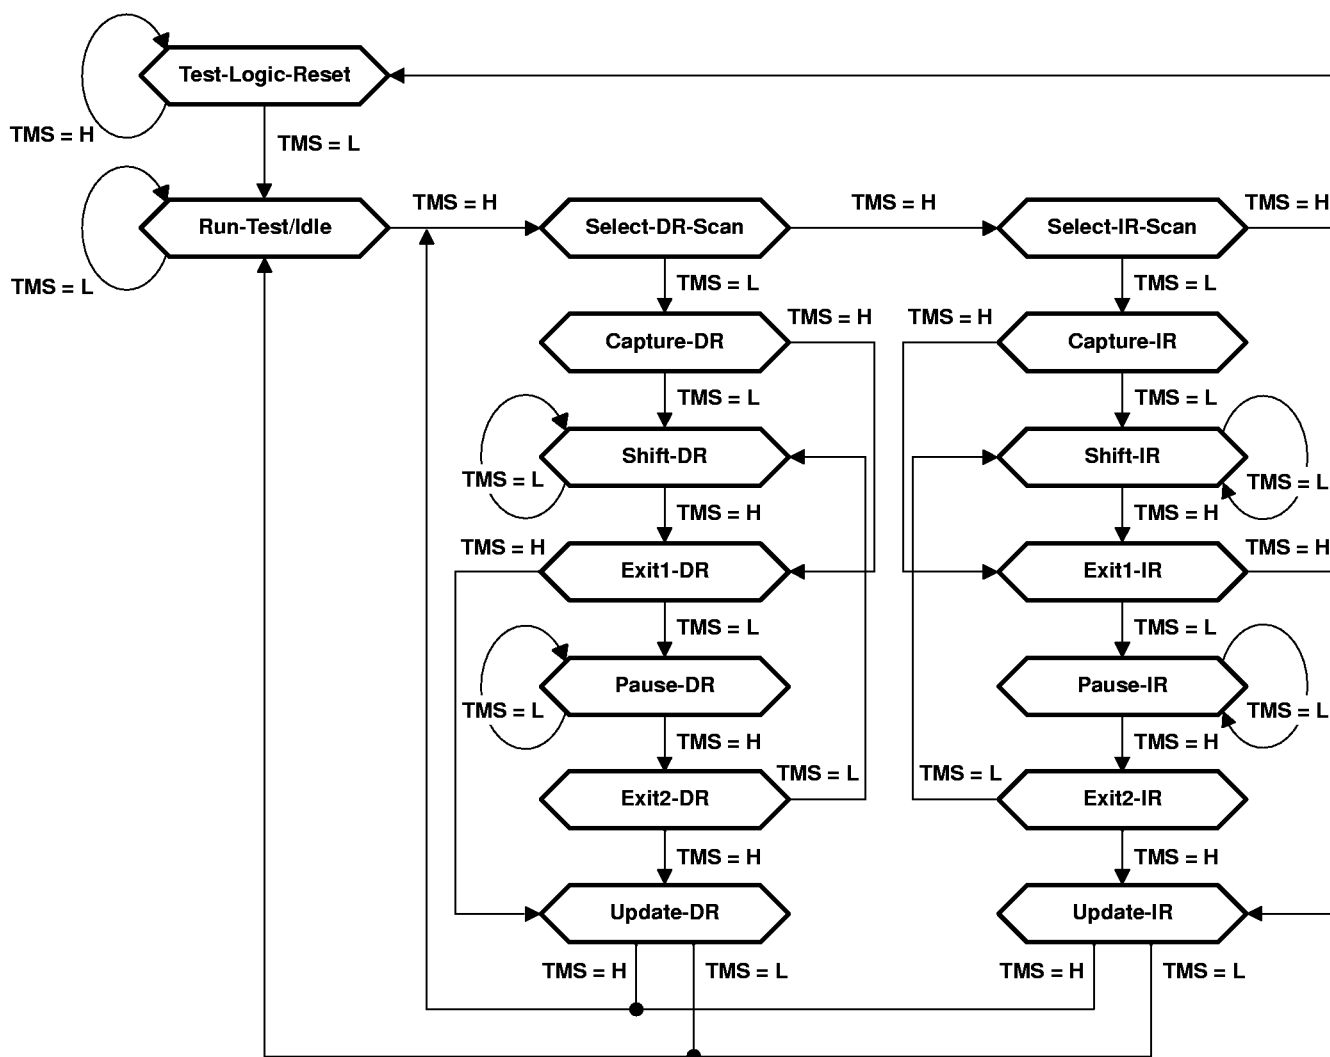 Test-Logic-Reset
TMS = H
TMS = L
TMS = H
TMS = H
TMS = H
Run-Test/Idle
Select-DR-Scan
Select-IR-Scan
TMS = L
TMS = L
TMS = L
TMS = H
TMS = H
Capture-DR
Capture-IR
TMS = L
TMS = L
Shift-DR
Shift-IR
TMS = L
TMS = L
TMS = H
TMS = H
TMS = H
TMS = H
Exit1-DR
Exit1-IR
TMS = L
TMS = L
Pause-DR
Pause-IR
TMS = L
TMS = L
TMS = H
TMS = H
TMS = L
TMS = L
Exit2-DR
Exit2-IR
TMS = H
TMS = H
Update-DR
Update-IR
TMS = H
TMS = L
TMS = H
TMS = L